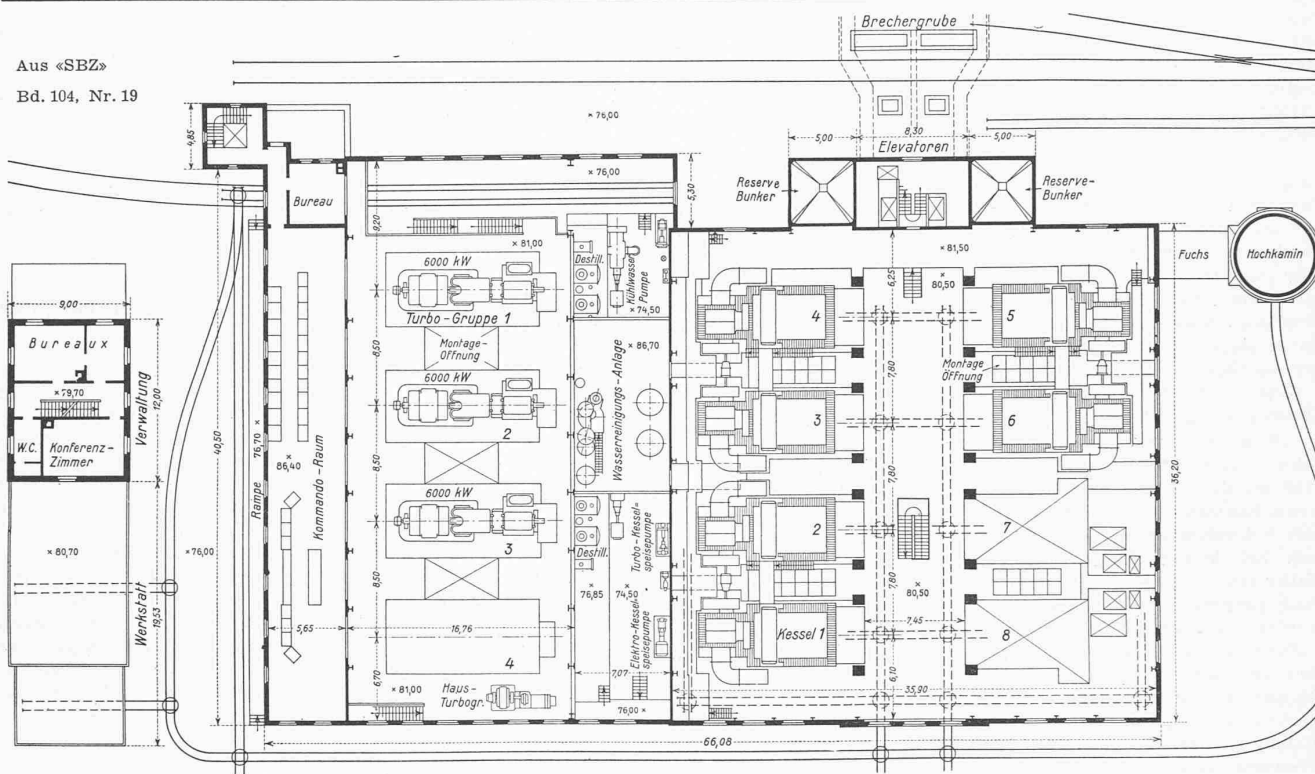 Aus «SBZ»
Bd. 104, Nr. 19
Brechergrube
× 76,00
4,85
5,00
8,30
5,00
Elevatoren
Reserve
Bunker
Reserve-
Bunker
Bureau
9,20
× 76,00
5,30
× 81,00
Destill.
Kühlwasser
Pumpe
× 74,50
6,25
× 81,50
×
80,50
Fuchs
Hochkamin
9,00
Bureaux
× 79,70
W.C.
Konferenz-
Zimmer
Verwaltung
12,00
× 80,70
Werkstatt
19,53
40,50
Rampe
76,70 ×
× 76,00
×
86,40
Kommando-Raum
5,65
6000 kW
Turbo-Gruppe 1
8,50
Montage-
Öffnung
6000 kW
2
8,50
6000 kW
3
8,50
16,76
4
6,70
× 81,00
Haus-
Turbogr.
× 86,70
Wasserreinigungs-Anlage
Destill.
×
76,85
×
74,50
Turbo-Kessel-
speisepumpe
Elektro-Kessel-
speisepumpe
7,07
76,00 ×
4
5
7,80
Montage
Öffnung
3
6
7,80
2
7
7,80
×
80,50
7,45
Kessel 1
8
6,10
35,90
36,20
66,08